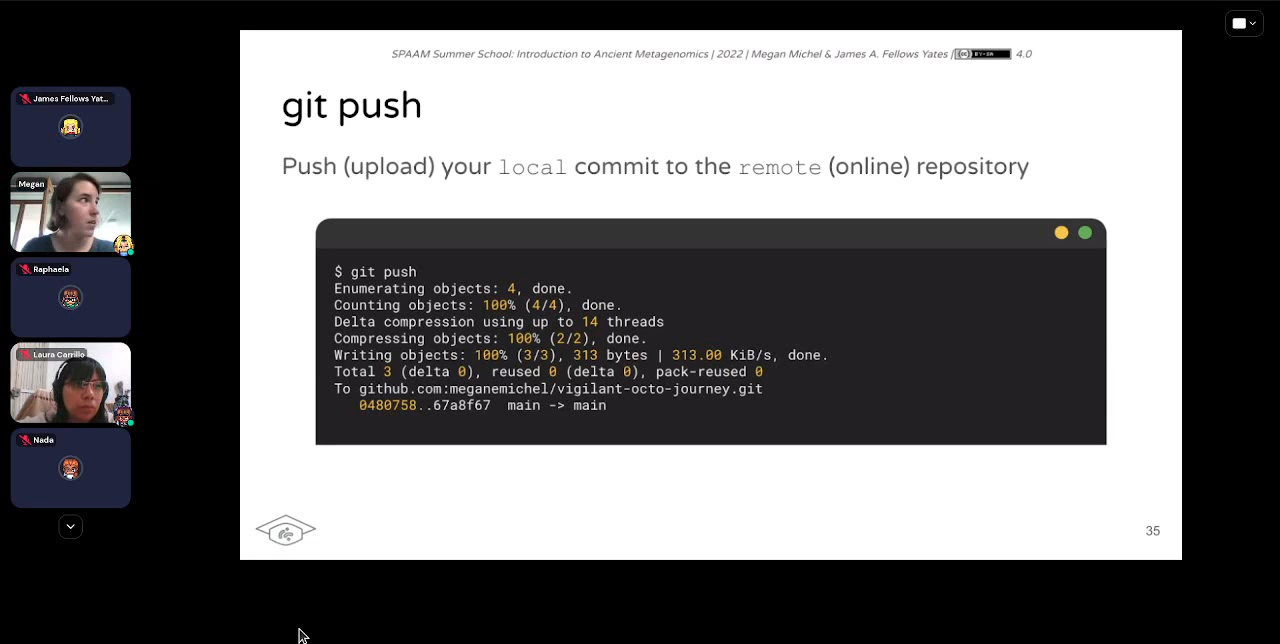 SPAAM Summer School: Introduction to Ancient Metagenomics | 2022 | Megan Michel & James A. Fellows Yates | BY-SA 4.0
git push
Push (upload) your local commit to the remote (online) repository
$ git push
Enumerating objects: 4, done.
Counting objects: 100% (4/4), done.
Delta compression using up to 14 threads
Compressing objects: 100% (2/2), done.
Writing objects: 100% (3/3), 313 bytes | 313.00 KiB/s, done.
Total 3 (delta 0), reused 0 (delta 0), pack-reused 0
To github.com:meganemichel/vigilant-octo-journey.git
0480758..67a8f67 main -> main
35
James Fellows Yat...
Megan
Raphaela
Laura Carrillo
Nada